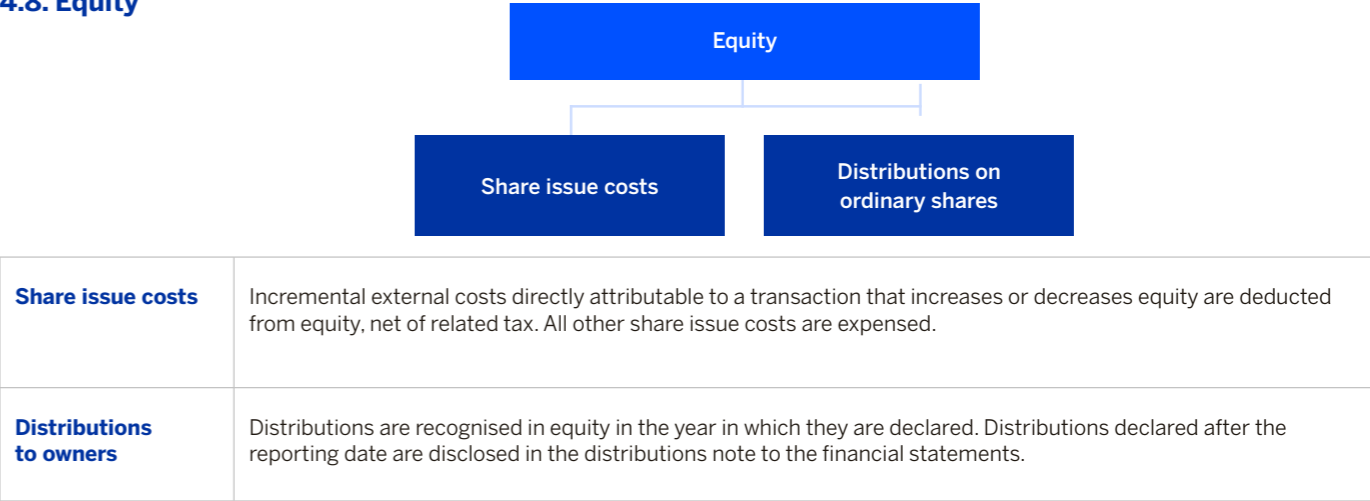 4.8. Equity
Equity
Share issue costs
Distributions on
ordinary shares
Share issue costs
Incremental external costs directly attributable to a transaction that increases or decreases equity are deducted
from equity, net of related tax. All other share issue costs are expensed.
Distributions
to owners
Distributions are recognised in equity in the year in which they are declared. Distributions declared after the
reporting date are disclosed in the distributions note to the financial statements.